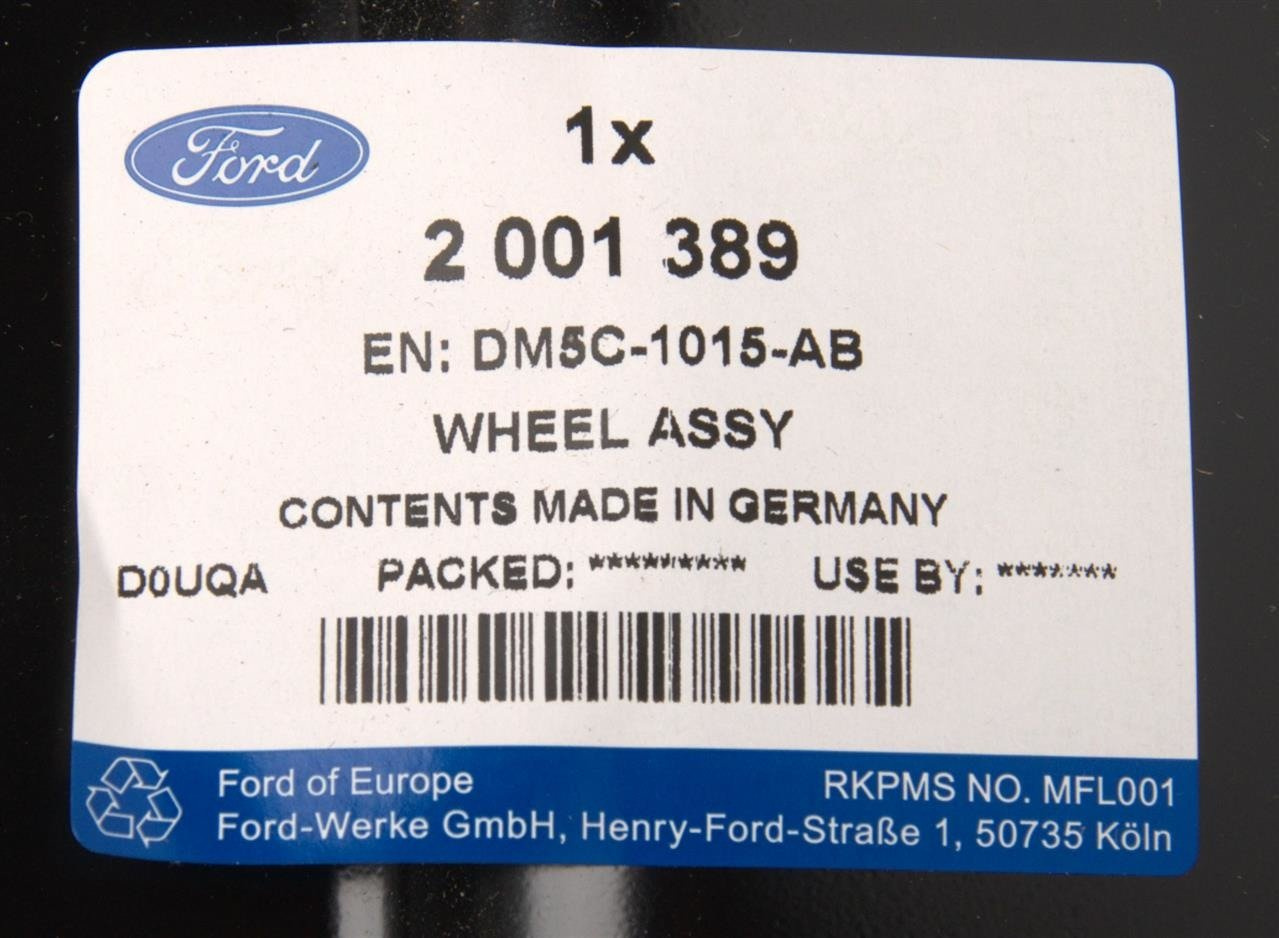 Ford
1x
2 001 389
EN: DM5C-1015-AB
WHEEL ASSY
CONTENTS MADE IN GERMANY
D0UQA PACKED: ********* USE BY: ********
Ford of Europe RKPMS NO. MFL001
Ford-Werke GmbH, Henry-Ford-Straße 1, 50735 Köln